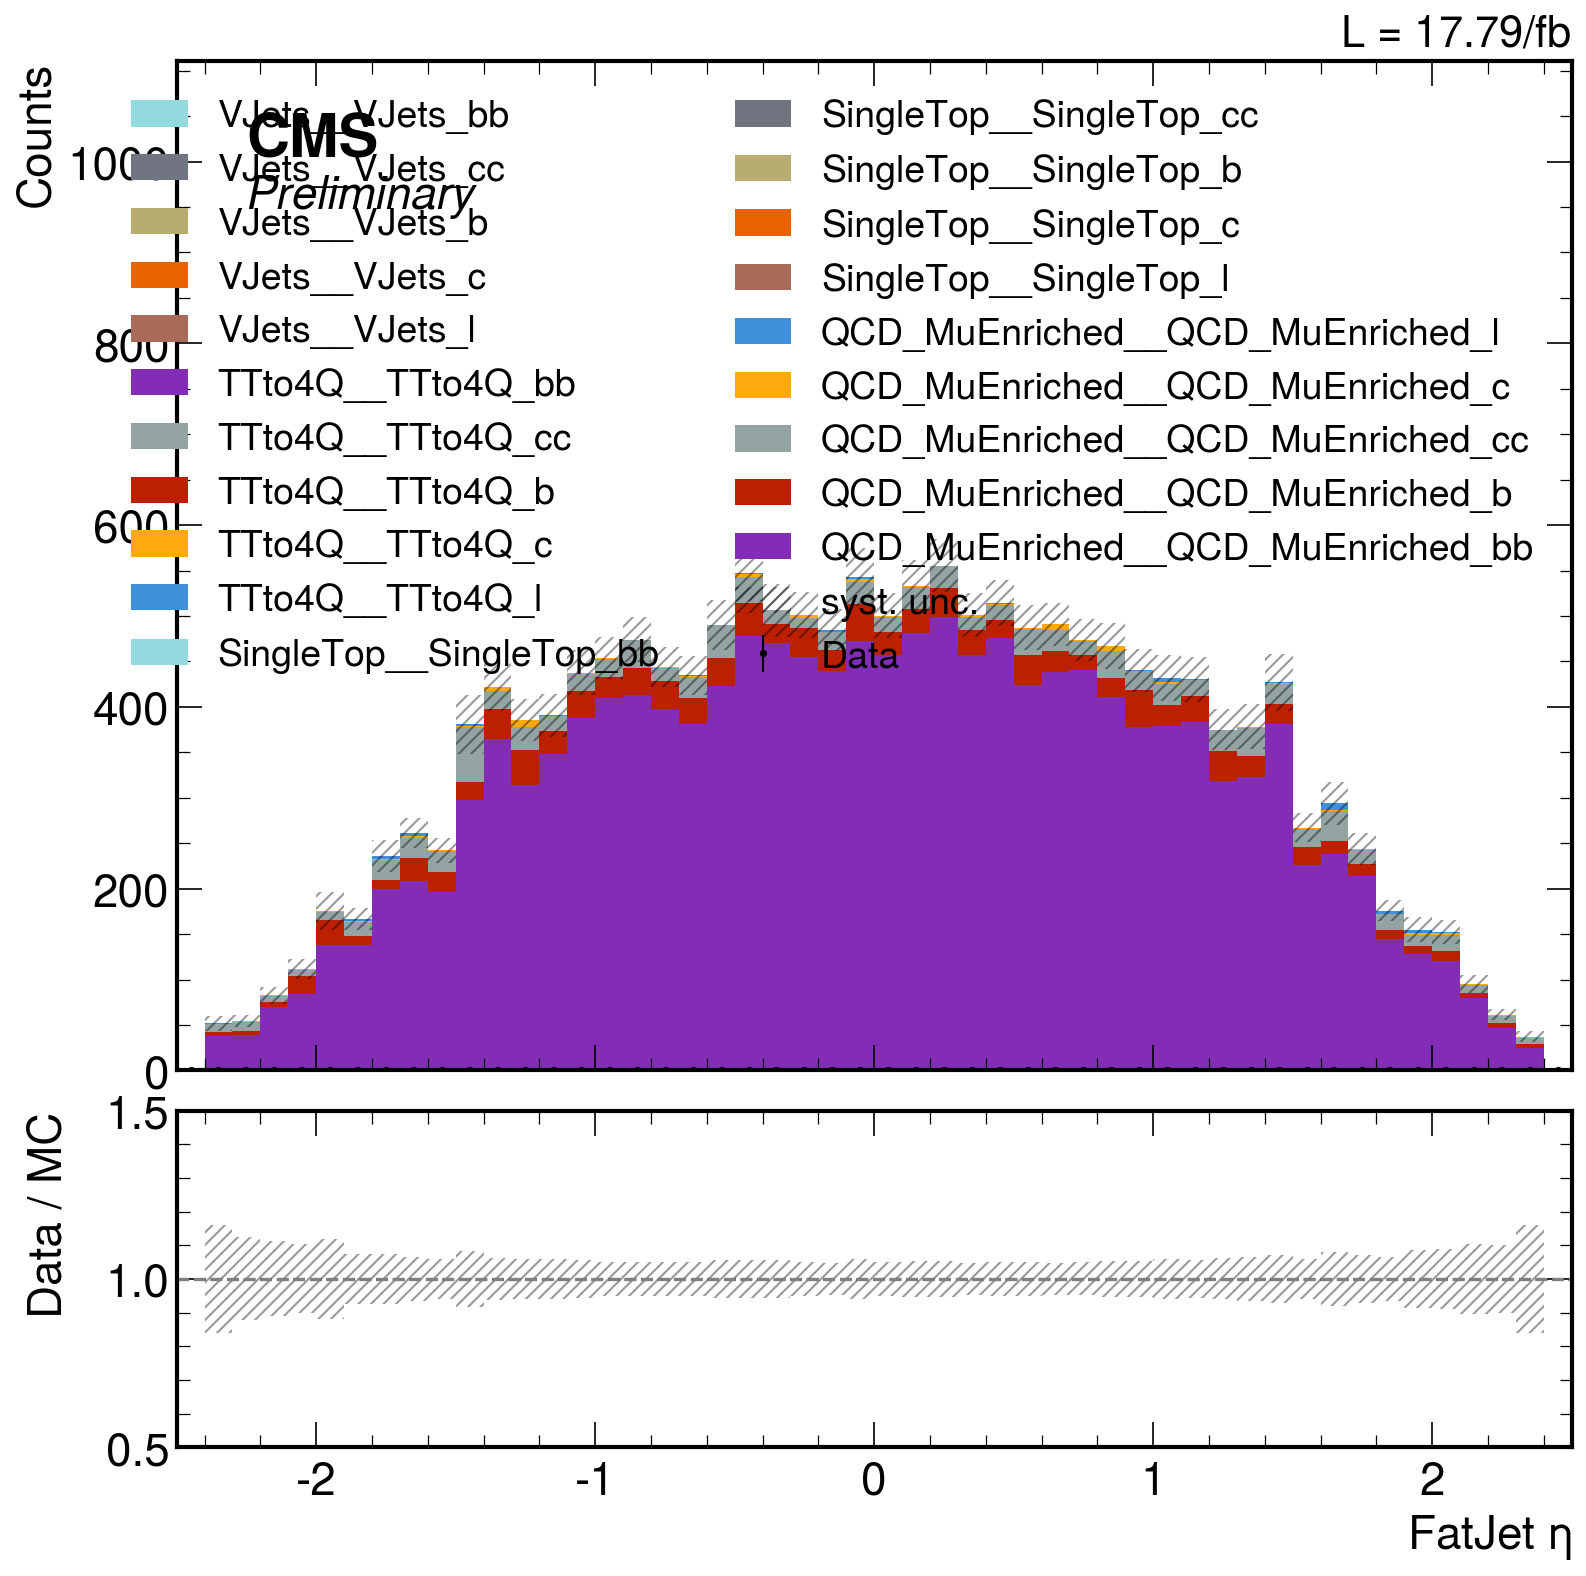 L = 17.79/fb
Counts
CMS
Preliminary
VJets__VJets_bb
VJets__VJets_cc
VJets__VJets_b
VJets__VJets_c
VJets__VJets_l
TTto4Q__TTto4Q_bb
TTto4Q__TTto4Q_cc
TTto4Q__TTto4Q_b
TTto4Q__TTto4Q_c
TTto4Q__TTto4Q_l
SingleTop__SingleTop_bb
SingleTop__SingleTop_cc
SingleTop__SingleTop_b
SingleTop__SingleTop_c
SingleTop__SingleTop_l
QCD_MuEnriched__QCD_MuEnriched_l
QCD_MuEnriched__QCD_MuEnriched_c
QCD_MuEnriched__QCD_MuEnriched_cc
QCD_MuEnriched__QCD_MuEnriched_b
QCD_MuEnriched__QCD_MuEnriched_bb
syst. unc.
Data
1000
800
600
400
200
0
Data / MC
1.5
1.0
0.5
-2 -1 0 1 2
FatJet η